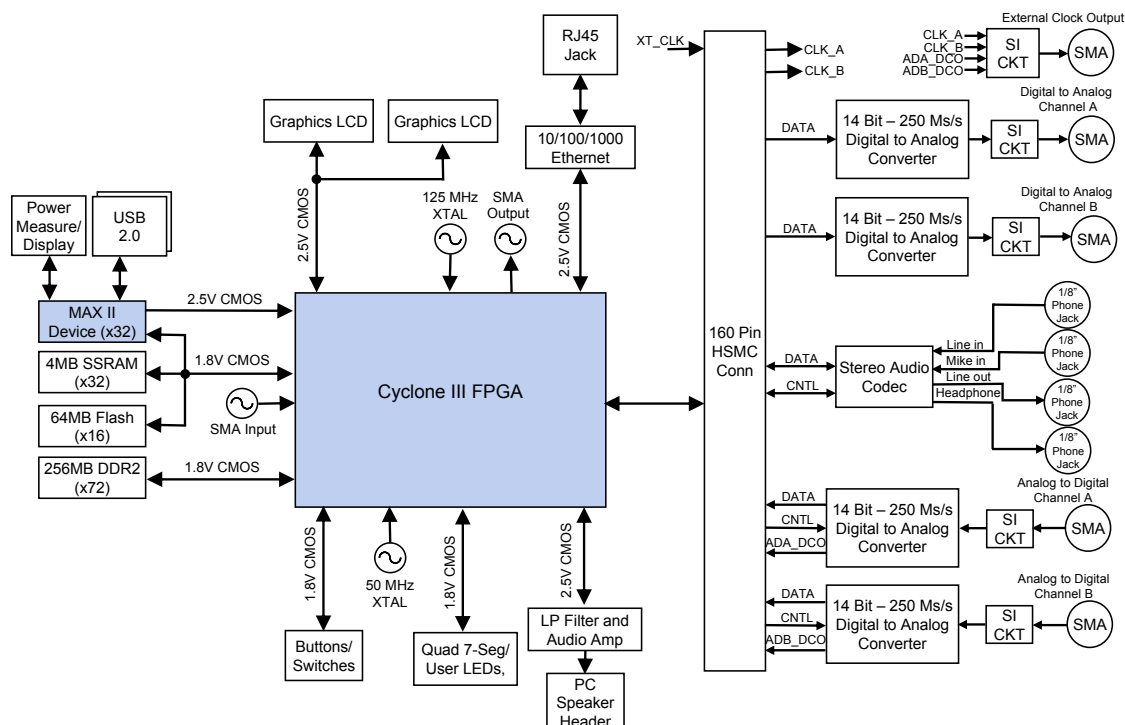 RJ45
Jack
10/100/1000
Ethernet
Graphics LCD
Graphics LCD
125 MHz
XTAL
SMA
Output
2.5V CMOS
2.5V CMOS
Power
Measure/
Display
USB
2.0
MAX II
Device (x32)
2.5V CMOS
4MB SSRAM
(x32)
1.8V CMOS
64MB Flash
(x16)
SMA Input
256MB DDR2
(x72)
1.8V CMOS
Cyclone III FPGA
1.8V CMOS
50 MHz
XTAL
1.8V CMOS
2.5V CMOS
Buttons/
Switches
Quad 7-Seg/
User LEDs,
LP Filter and
Audio Amp
PC
Speaker
Header
XT_CLK
160 Pin
HSMC
Conn
CLK_A
CLK_B
External Clock Output
CLK_A
CLK_B
ADA_DCO
ADB_DCO
SI
CKT
SMA
Digital to Analog
Channel A
DATA
14 Bit – 250 Ms/s
Digital to Analog
Converter
SI
CKT
SMA
Digital to Analog
Channel B
DATA
14 Bit – 250 Ms/s
Digital to Analog
Converter
SI
CKT
SMA
DATA
CNTL
Stereo Audio
Codec
Line in
Mike in
Line out
Headphone
1/8”
Phone
Jack
1/8”
Phone
Jack
1/8”
Phone
Jack
1/8”
Phone
Jack
Analog to Digital
Channel A
DATA
CNTL
ADA_DCO
14 Bit – 250 Ms/s
Digital to Analog
Converter
SI
CKT
SMA
Analog to Digital
Channel B
DATA
CNTL
ADB_DCO
14 Bit – 250 Ms/s
Digital to Analog
Converter
SI
CKT
SMA